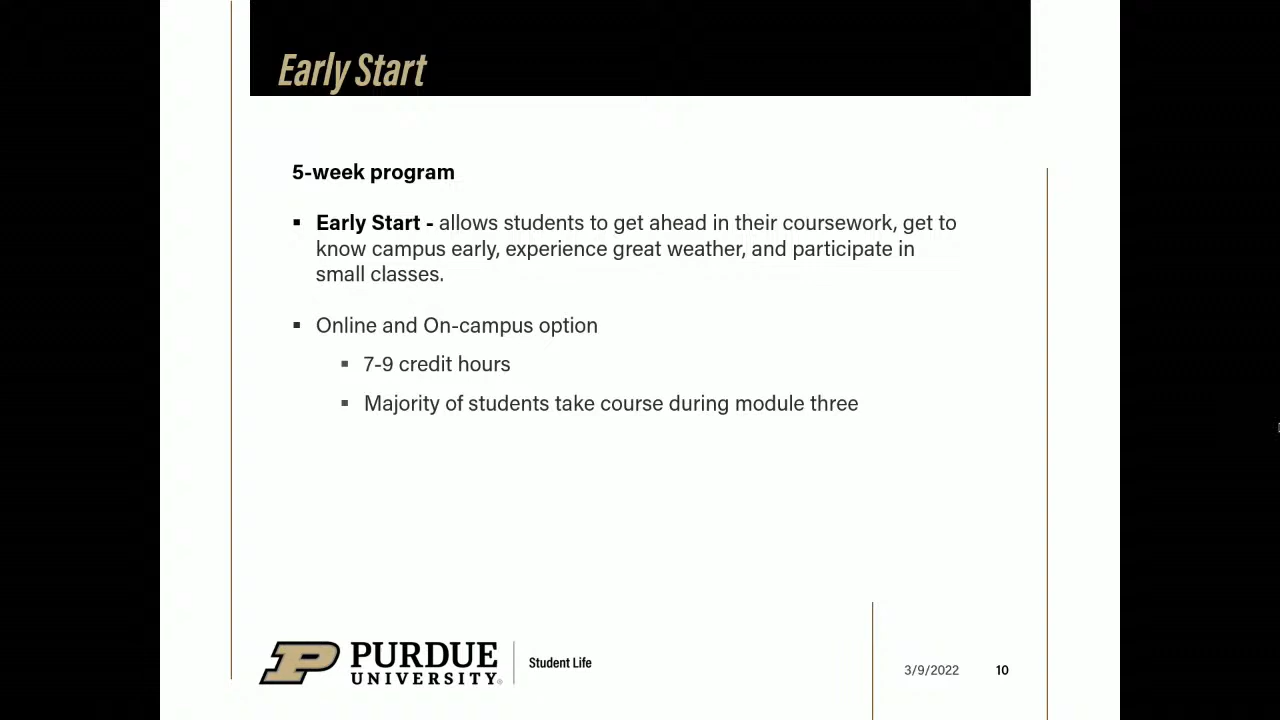 Early Start
5-week program
▪ Early Start - allows students to get ahead in their coursework, get to
know campus early, experience great weather, and participate in
small classes.
▪ Online and On-campus option
▪ 7-9 credit hours
▪ Majority of students take course during module three
PURDUE
UNIVERSITY®
Student Life
3/9/2022
10